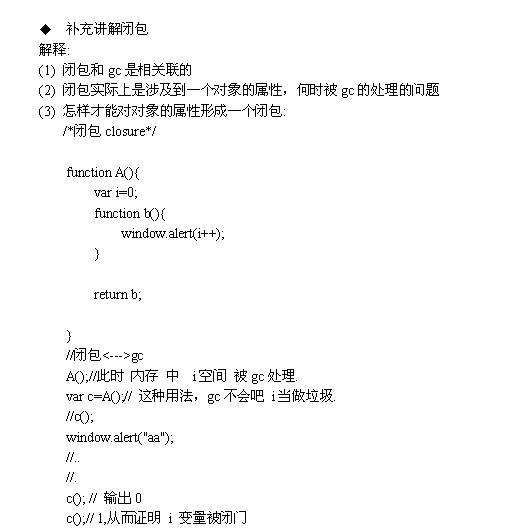 ◆ 补充讲解闭包
解释:
(1) 闭包和 gc 是相关联的
(2) 闭包实际上是涉及到一个对象的属性，何时被 gc 的处理的问题
(3) 怎样才能对对象的属性形成一个闭包:
/*闭包 closure*/
function A(){
var i=0;
function b(){
window.alert(i++);
}
return b;
}
//闭包<--->gc
A();//此时 内存 中 i 空间 被 gc 处理.
var c=A();// 这种用法，gc 不会吧 i 当做垃圾.
//c();
window.alert("aa");
//..
//.
c(); // 输出 0
c();// 1,从而证明 i 变量被闭门